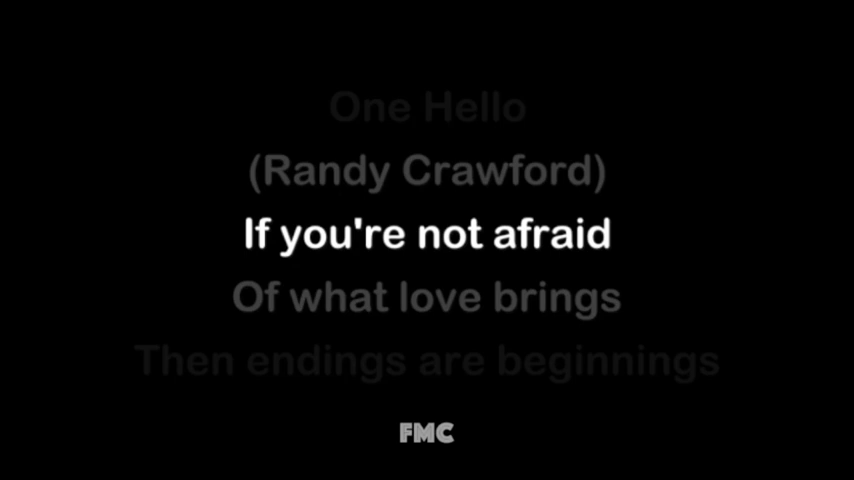 One Hello
(Randy Crawford)
If you're not afraid
Of what love brings
Then endings are beginnings
FMC